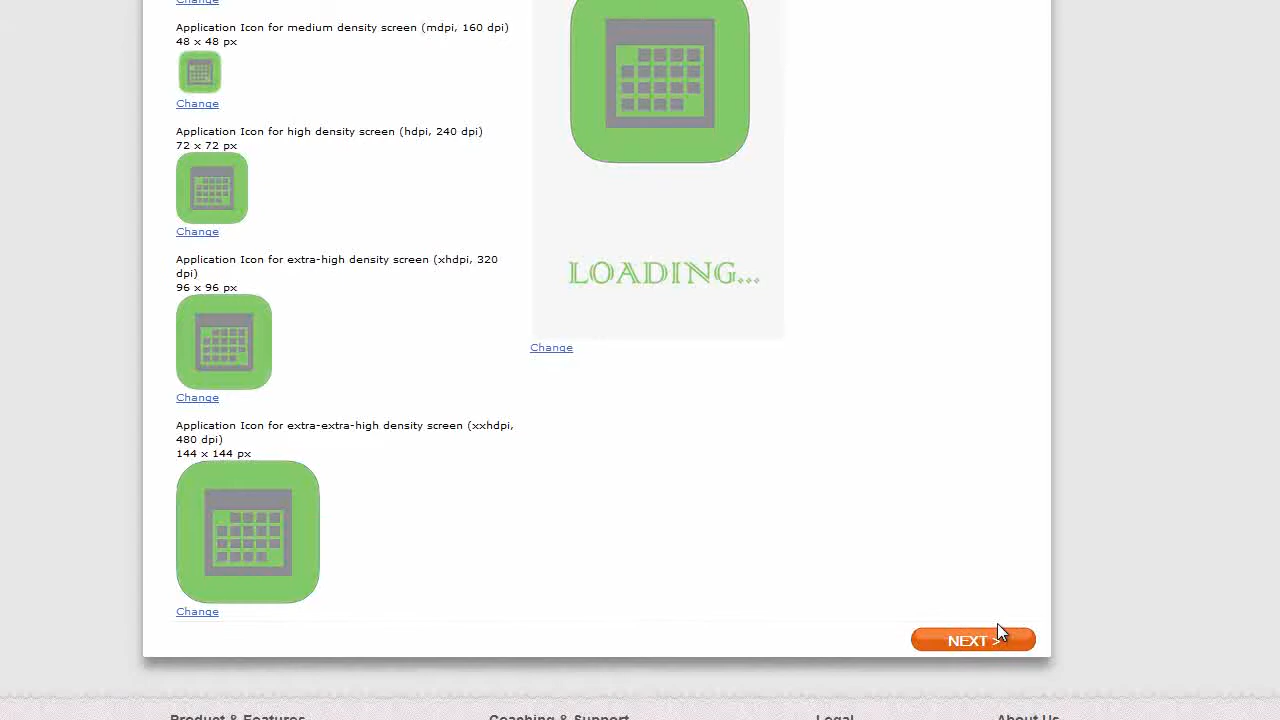 Change
Application Icon for medium density screen (mdpi, 160 dpi)
48 x 48 px
Change
Application Icon for high density screen (hdpi, 240 dpi)
72 x 72 px
Change
Application Icon for extra-high density screen (xhdpi, 320
dpi)
96 x 96 px
Change
Application Icon for extra-extra-high density screen (xxhdpi,
480 dpi)
144 x 144 px
Change
LOADING...
Change
NEXT >
Product & Features
Coaching & Support
Legal
About Us